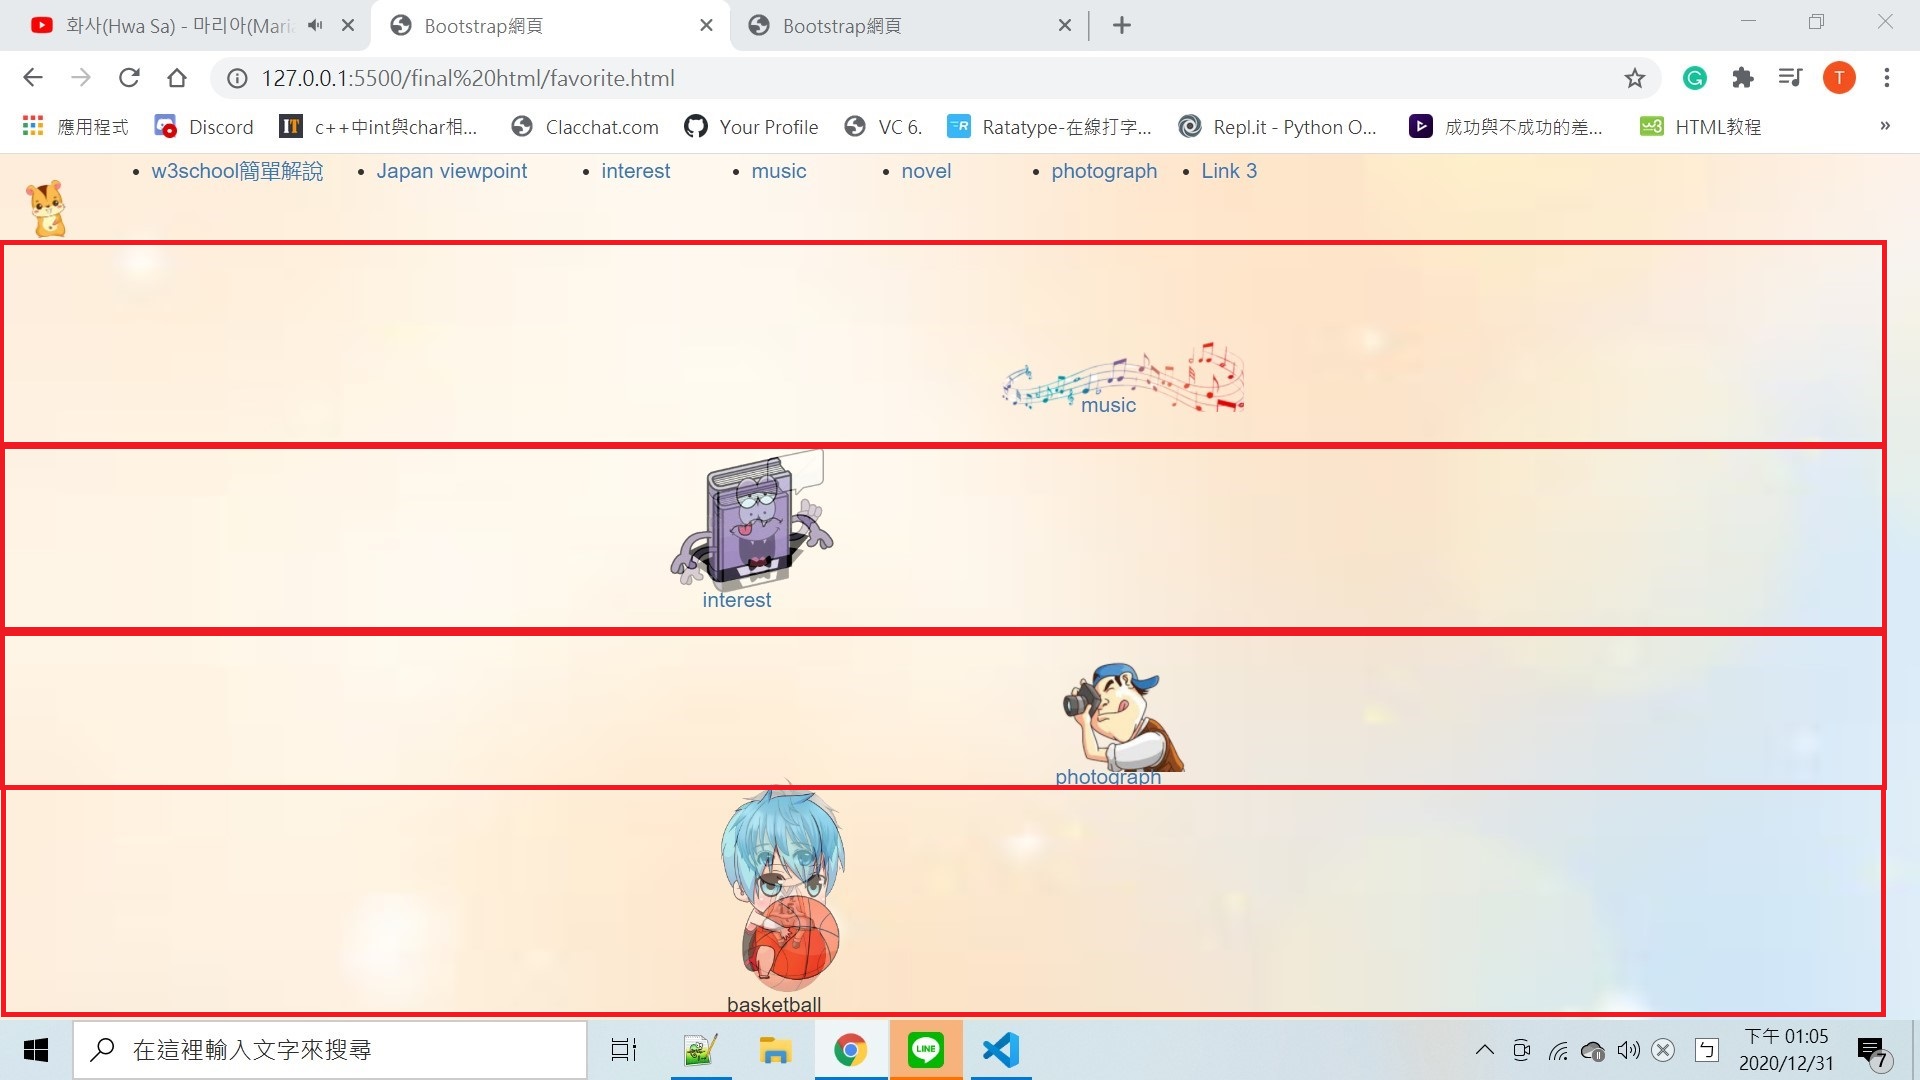 화사(Hwa Sa) - 마리아(Maria
Bootstrap網頁
Bootstrap網頁
127.0.0.1:5500/final%20html/favorite.html
T
應用程式
Discord
IT
c++中int與char相...
Clacchat.com
Your Profile
VC 6.
Ratatype-在線打字...
Repl.it - Python O...
成功與不成功的差...
w3
HTML教程
»
w3school簡單解說
Japan viewpoint
interest
music
novel
photograph
Link 3
music
interest
photograph
15
basketball
在這裡輸入文字來搜尋
LINE
ㄅ
下午 01:05
2020/12/31
7